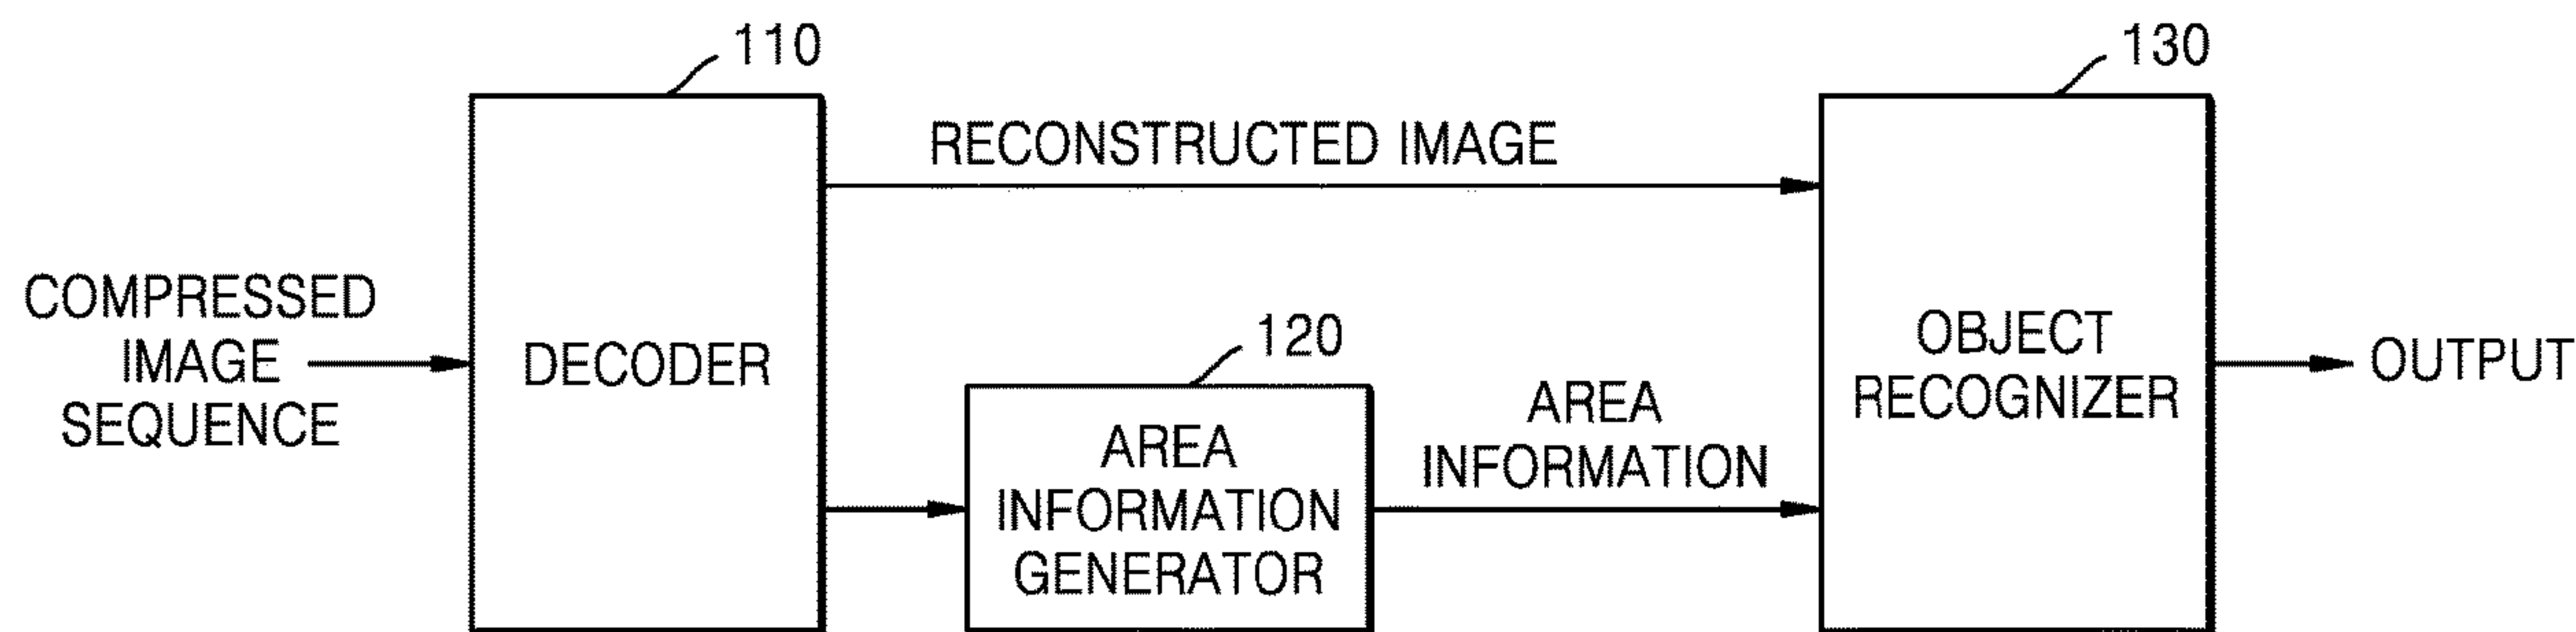 110
130
RECONSTRUCTED IMAGE
COMPRESSED
IMAGE
SEQUENCE
DECODER
120
AREA
INFORMATION
GENERATOR
AREA
INFORMATION
OBJECT
RECOGNIZER
OUTPUT